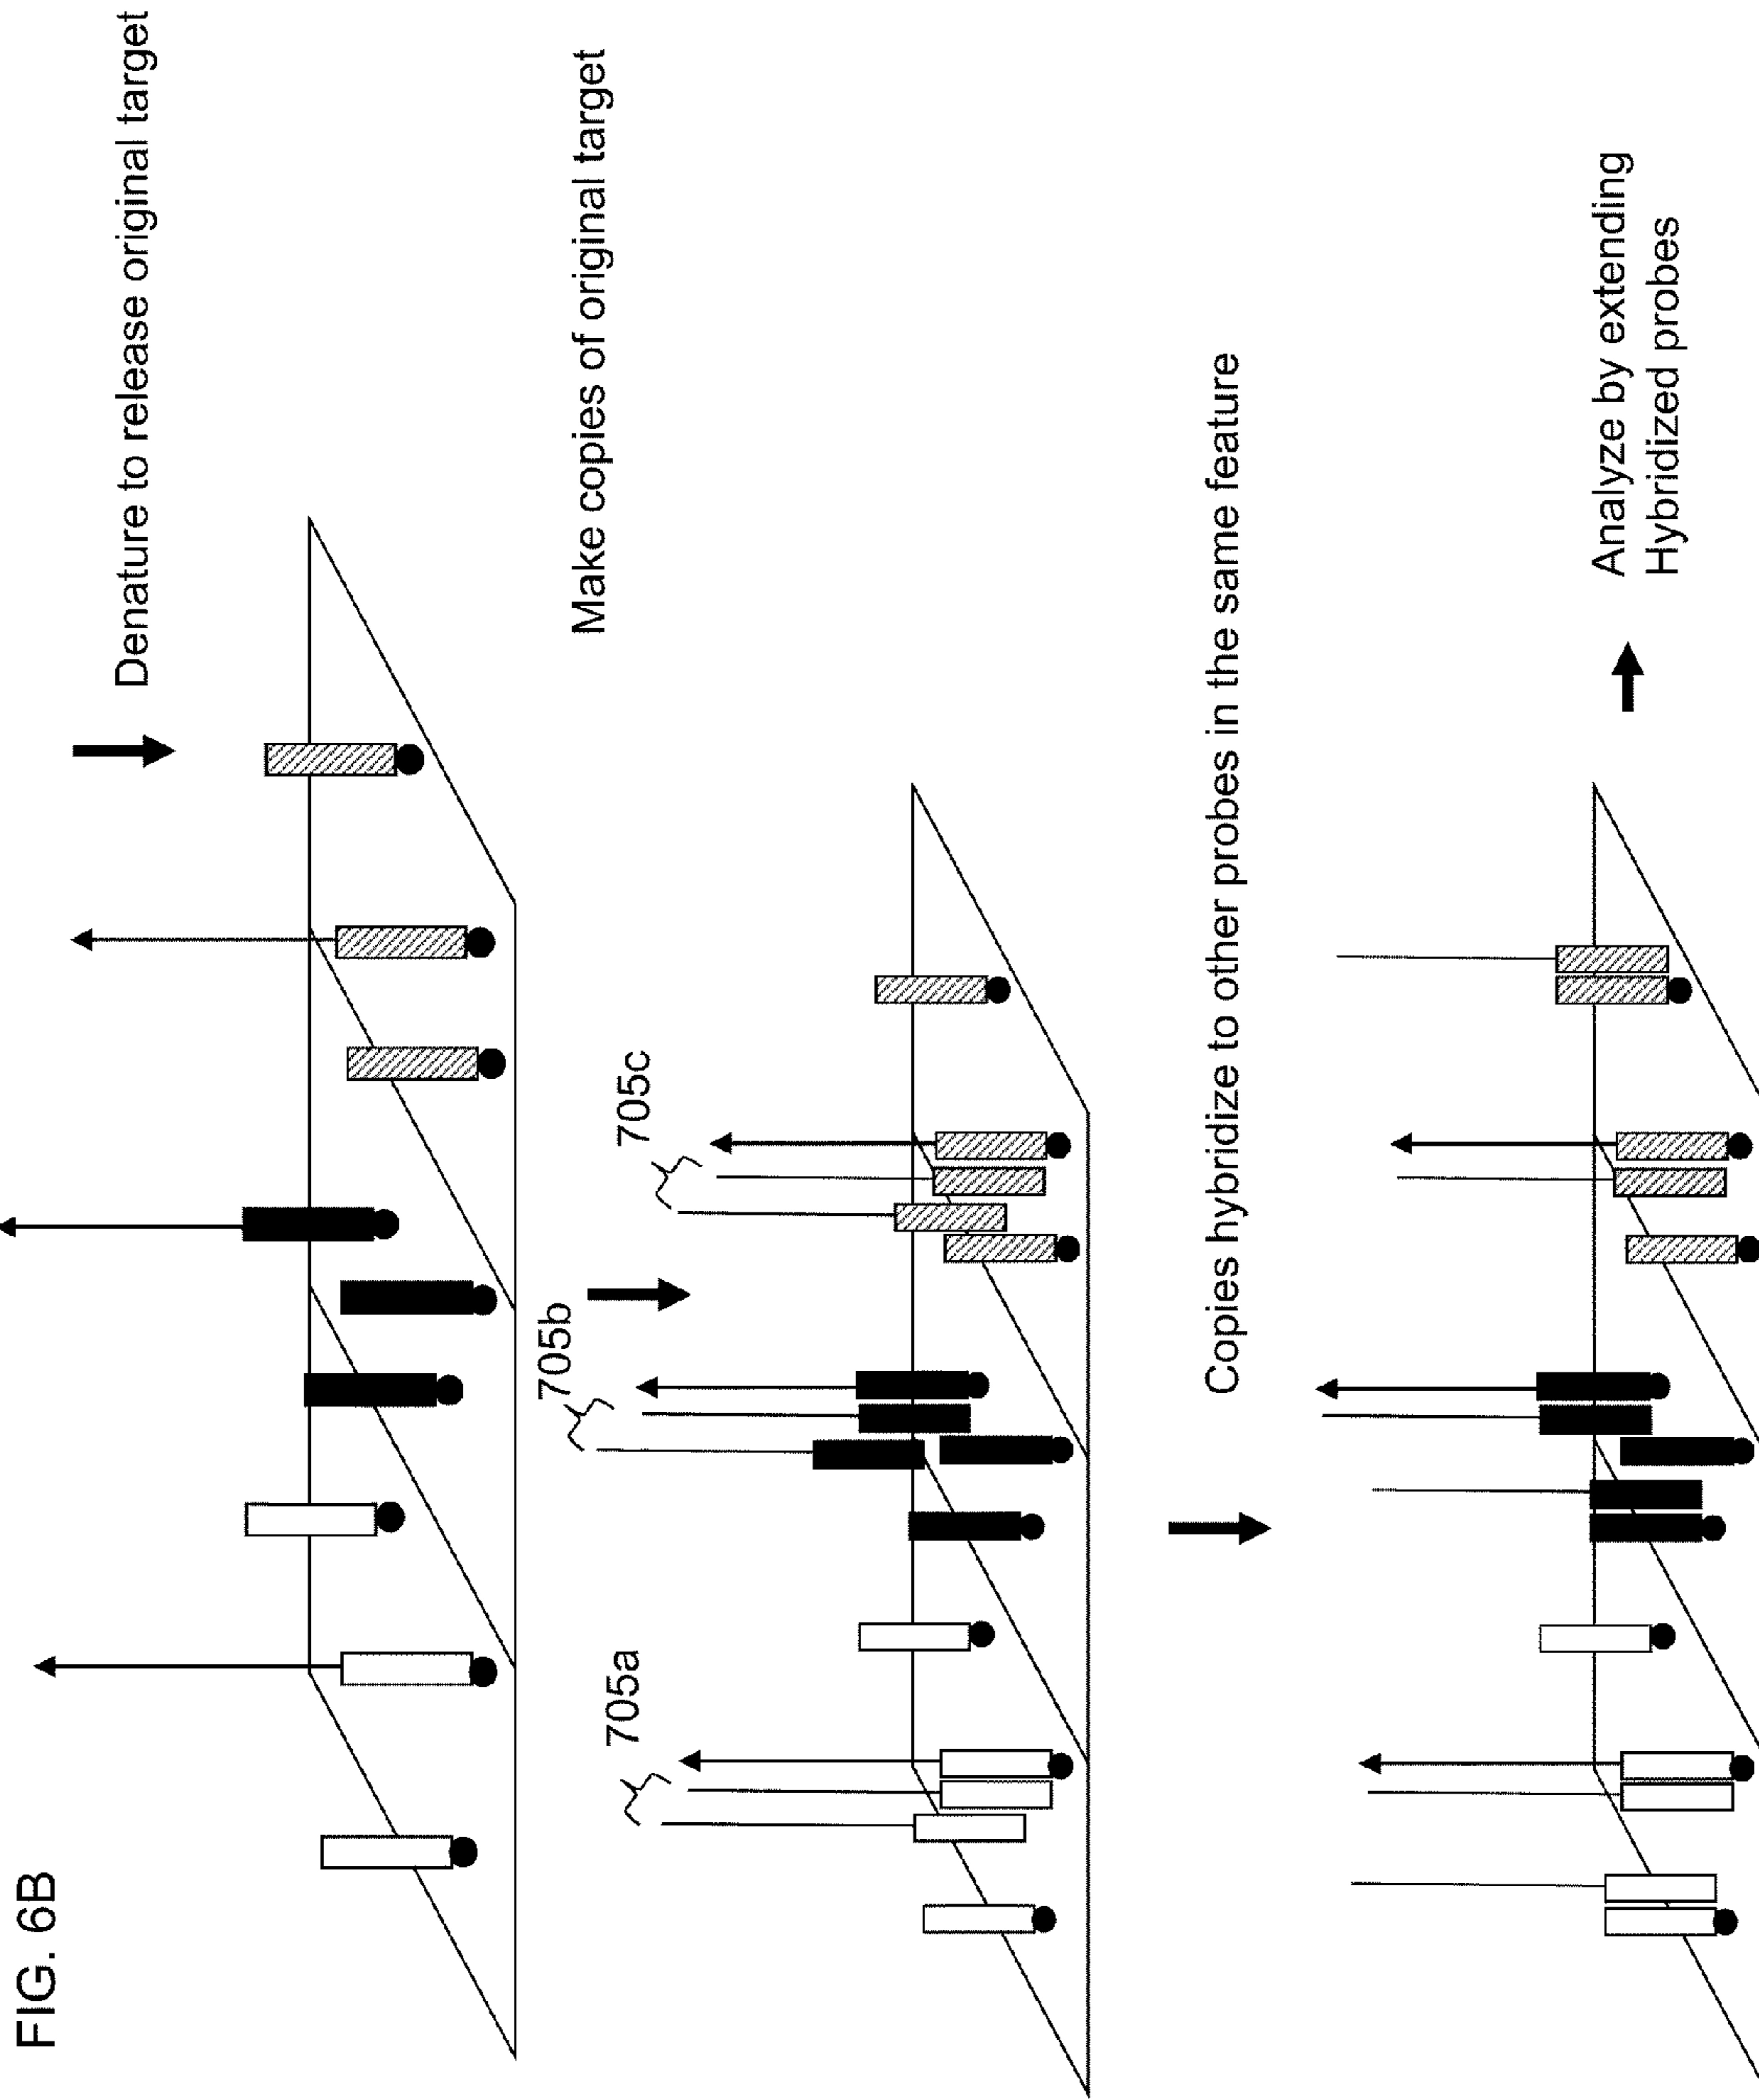 FIG. 6B
Denature to release original target
Make copies of original target
705a
705b
705c
Copies hybridize to other probes in the same feature
Analyze by extending
Hybridized probes